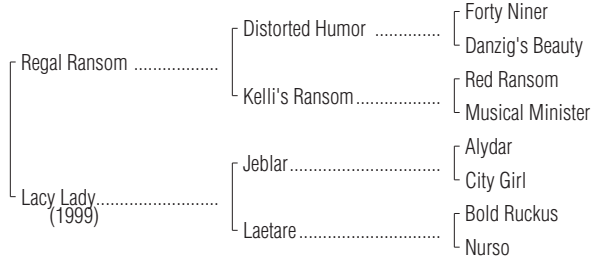 Forty Niner
Distorted Humor ..............
Danzig's Beauty
Regal Ransom ..................
Red Ransom
Kelli's Ransom..................
Musical Minister
Alydar
Jeblar................................
City Girl
Lacy Lady..........................
(1999)
Bold Ruckus
Laetare..............................
Nurso